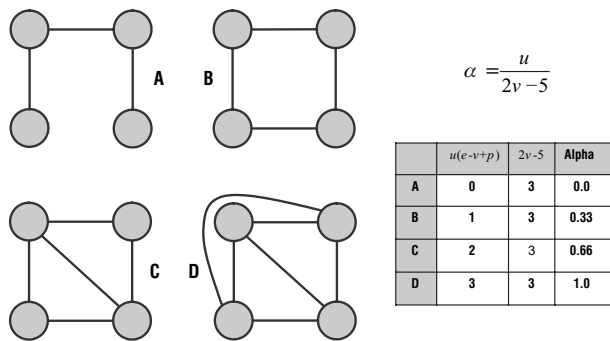 A
B
α = u / 2v − 5
u(e-v+p) 2v-5 Alpha
A 0 3 0.0
B 1 3 0.33
C 2 3 0.66
D 3 3 1.0
C
D